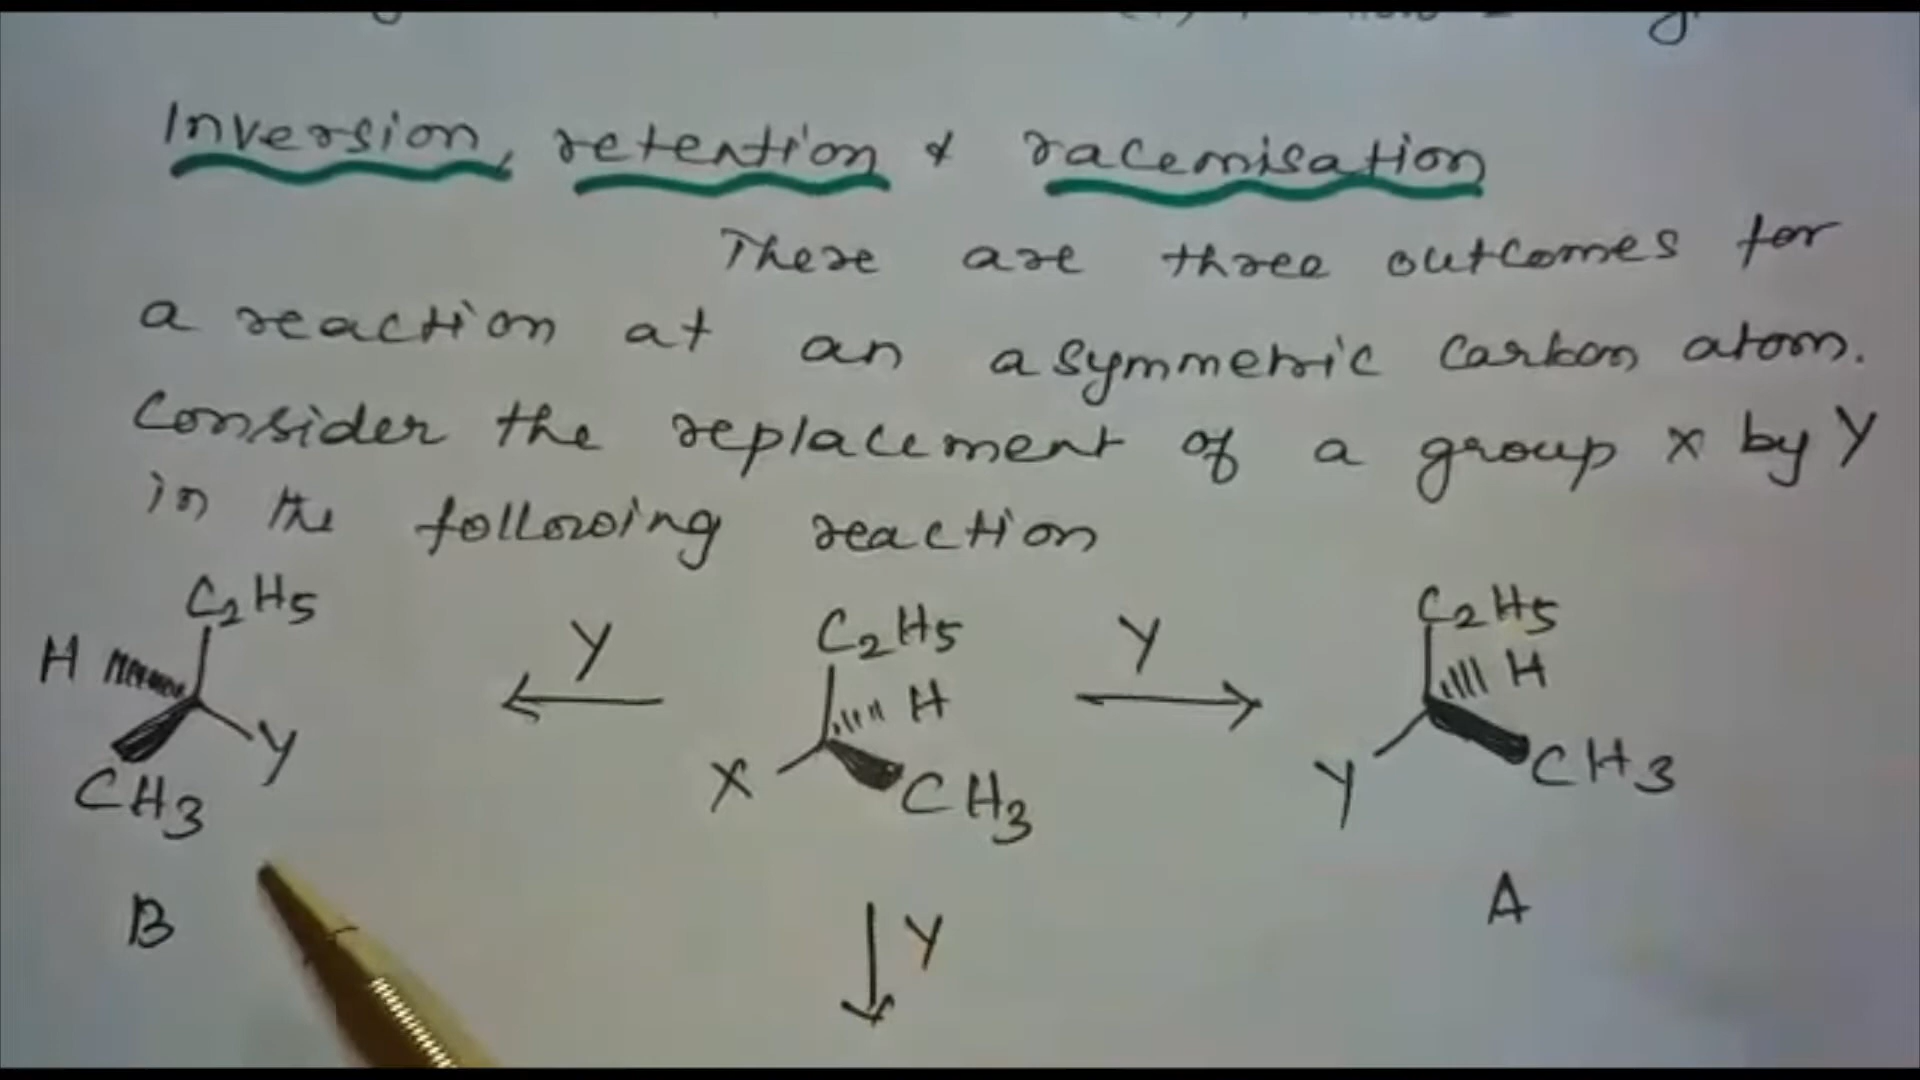 Inversion, retention & racemisation
There are three outcomes for
a reaction at an asymmetric carbon atom.
Consider the replacement of a group X by Y
in the following reaction
C2H5 H CH3 Y
Y
C2H5 H X CH3
Y
C2H5 H Y CH3
B
Y
A